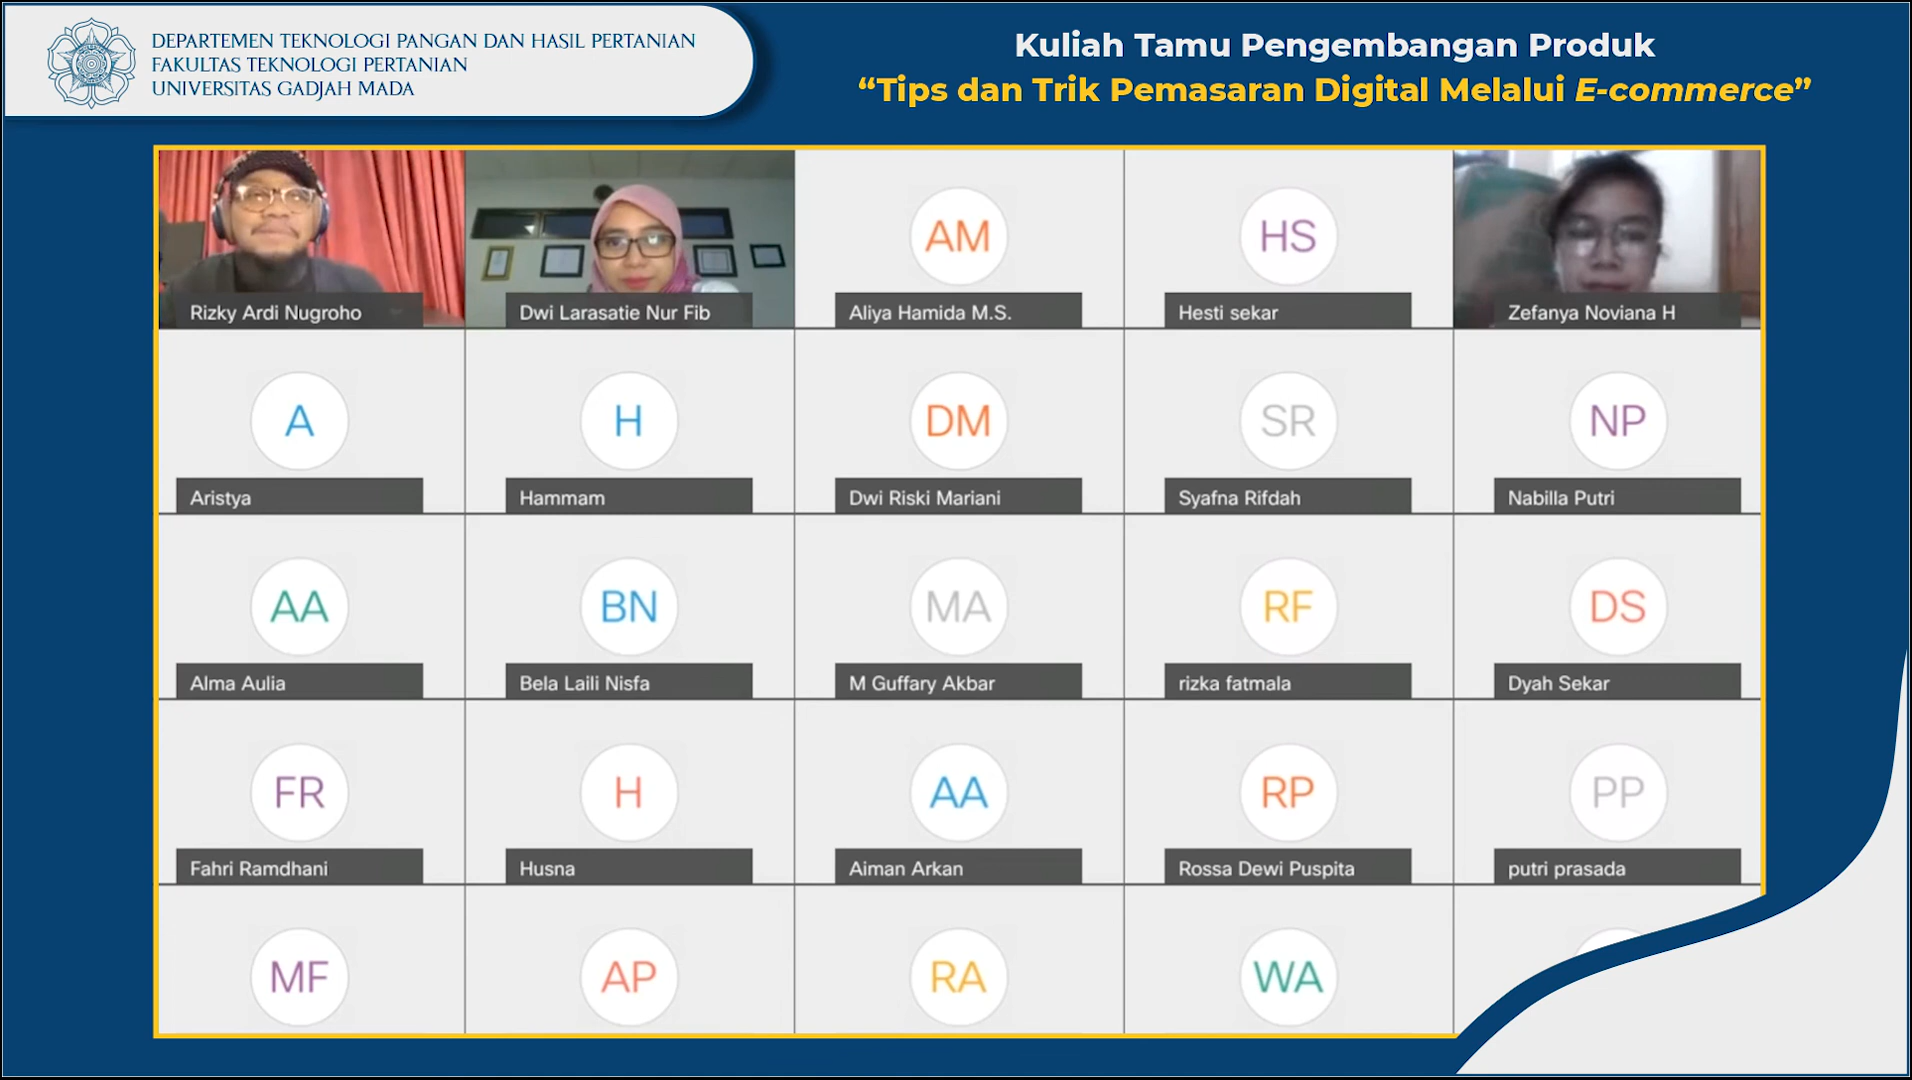 DEPARTEMEN TEKNOLOGI PANGAN DAN HASIL PERTANIAN
FAKULTAS TEKNOLOGI PERTANIAN
UNIVERSITAS GADJAH MADA
Kuliah Tamu Pengembangan Produk
“Tips dan Trik Pemasaran Digital Melalui E-commerce”
Rizky Ardi Nugroho
Dwi Larasatie Nur Fib
AM
Aliya Hamida M.S.
HS
Hesti sekar
Zefanya Noviana H
A
Aristya
H
Hammam
DM
Dwi Riski Mariani
SR
Syafna Rifdah
NP
Nabilla Putri
AA
Alma Aulia
BN
Bela Laili Nisfa
MA
M Guffary Akbar
RF
rizka fatmala
DS
Dyah Sekar
FR
Fahri Ramdhani
H
Husna
AA
Aiman Arkan
RP
Rossa Dewi Puspita
PP
putri prasada
MF
AP
RA
WA